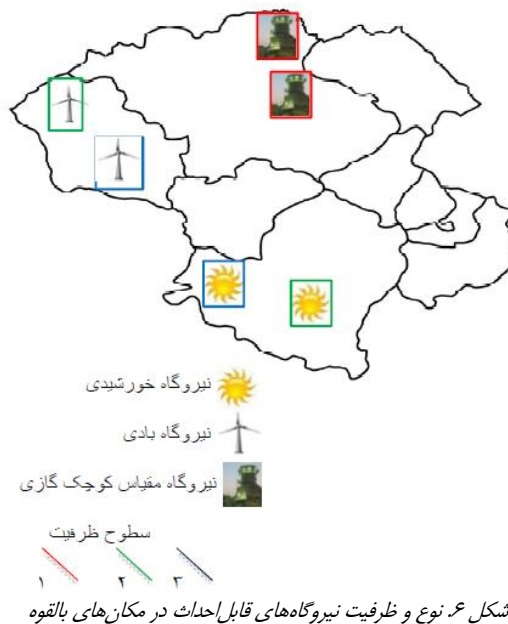 نیروگاه خورشیدی
نیروگاه بادی
نیروگاه مقیاس کوچک گازی
سطوح ظرفیت
۱ ۲ ۳
شکل ۶. نوع و ظرفیت نیروگاه‌های قابل‌احداث در مکان‌های بالقوه